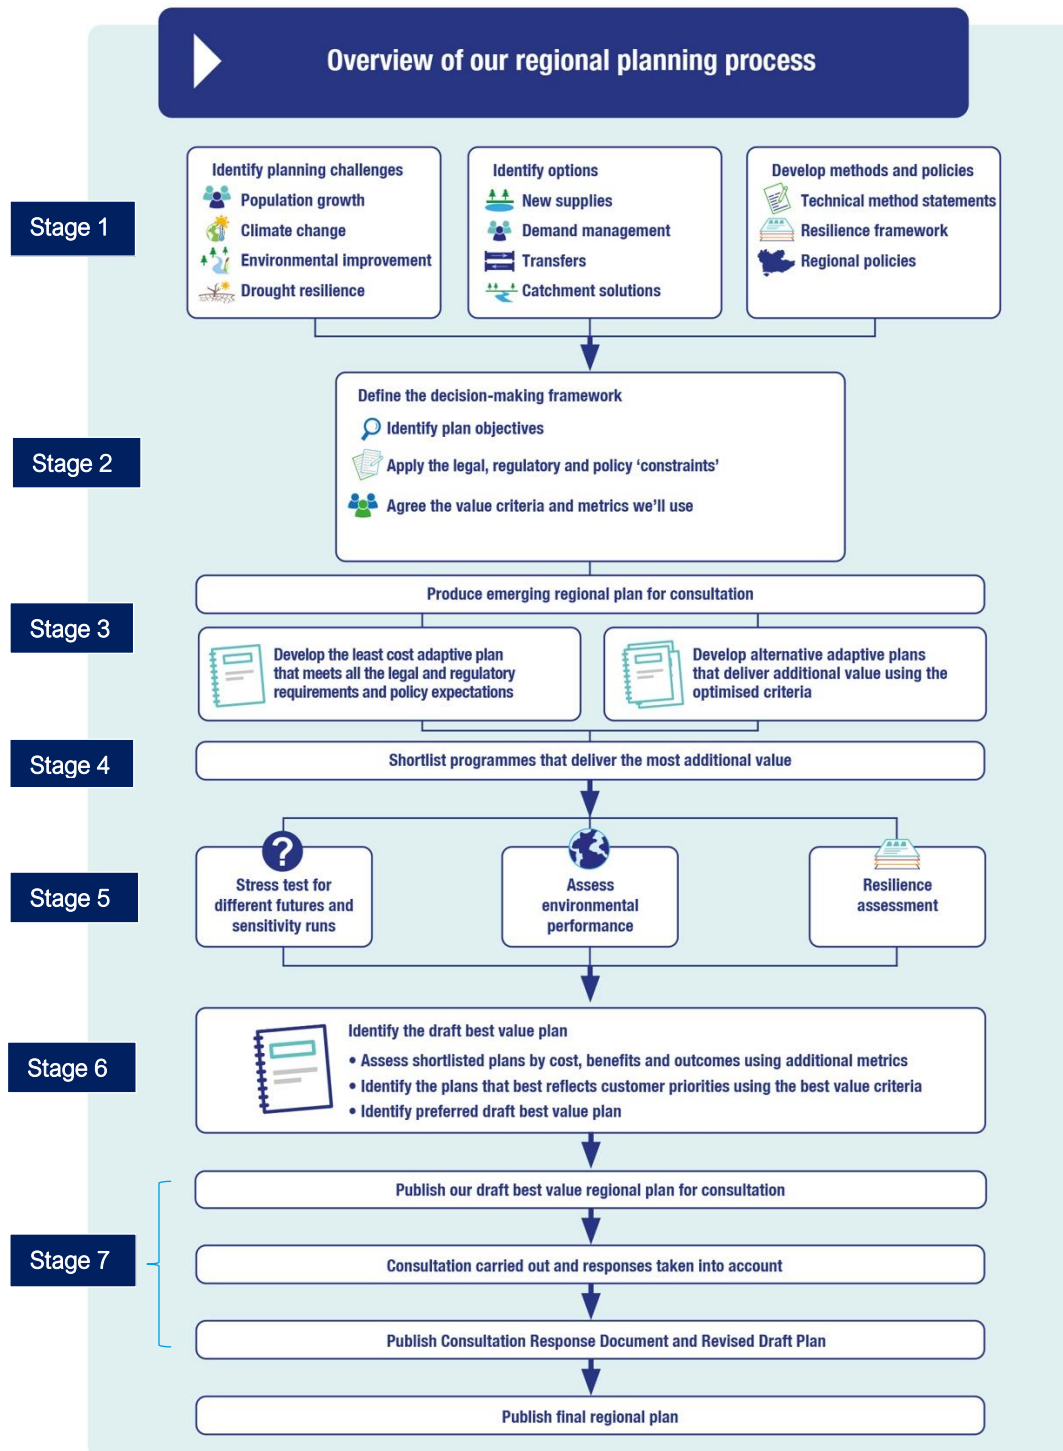 Overview of our regional planning process
Stage 1
Identify planning challenges
Population growth
Climate change
Environmental improvement
Drought resilience
Identify options
New supplies
Demand management
Transfers
Catchment solutions
Develop methods and policies
Technical method statements
Resilience framework
Regional policies
Stage 2
Define the decision-making framework
Identify plan objectives
Apply the legal, regulatory and policy ‘constraints’
Agree the value criteria and metrics we’ll use
Stage 3
Produce emerging regional plan for consultation
Develop the least cost adaptive plan
that meets all the legal and regulatory
requirements and policy expectations
Develop alternative adaptive plans
that deliver additional value using the
optimised criteria
Stage 4
Shortlist programmes that deliver the most additional value
Stage 5
?
Stress test for
different futures and
sensitivity runs
Assess
environmental
performance
Resilience
assessment
Stage 6
Identify the draft best value plan
• Assess shortlisted plans by cost, benefits and outcomes using additional metrics
• Identify the plans that best reflects customer priorities using the best value criteria
• Identify preferred draft best value plan
Stage 7
Publish our draft best value regional plan for consultation
Consultation carried out and responses taken into account
Publish Consultation Response Document and Revised Draft Plan
Publish final regional plan